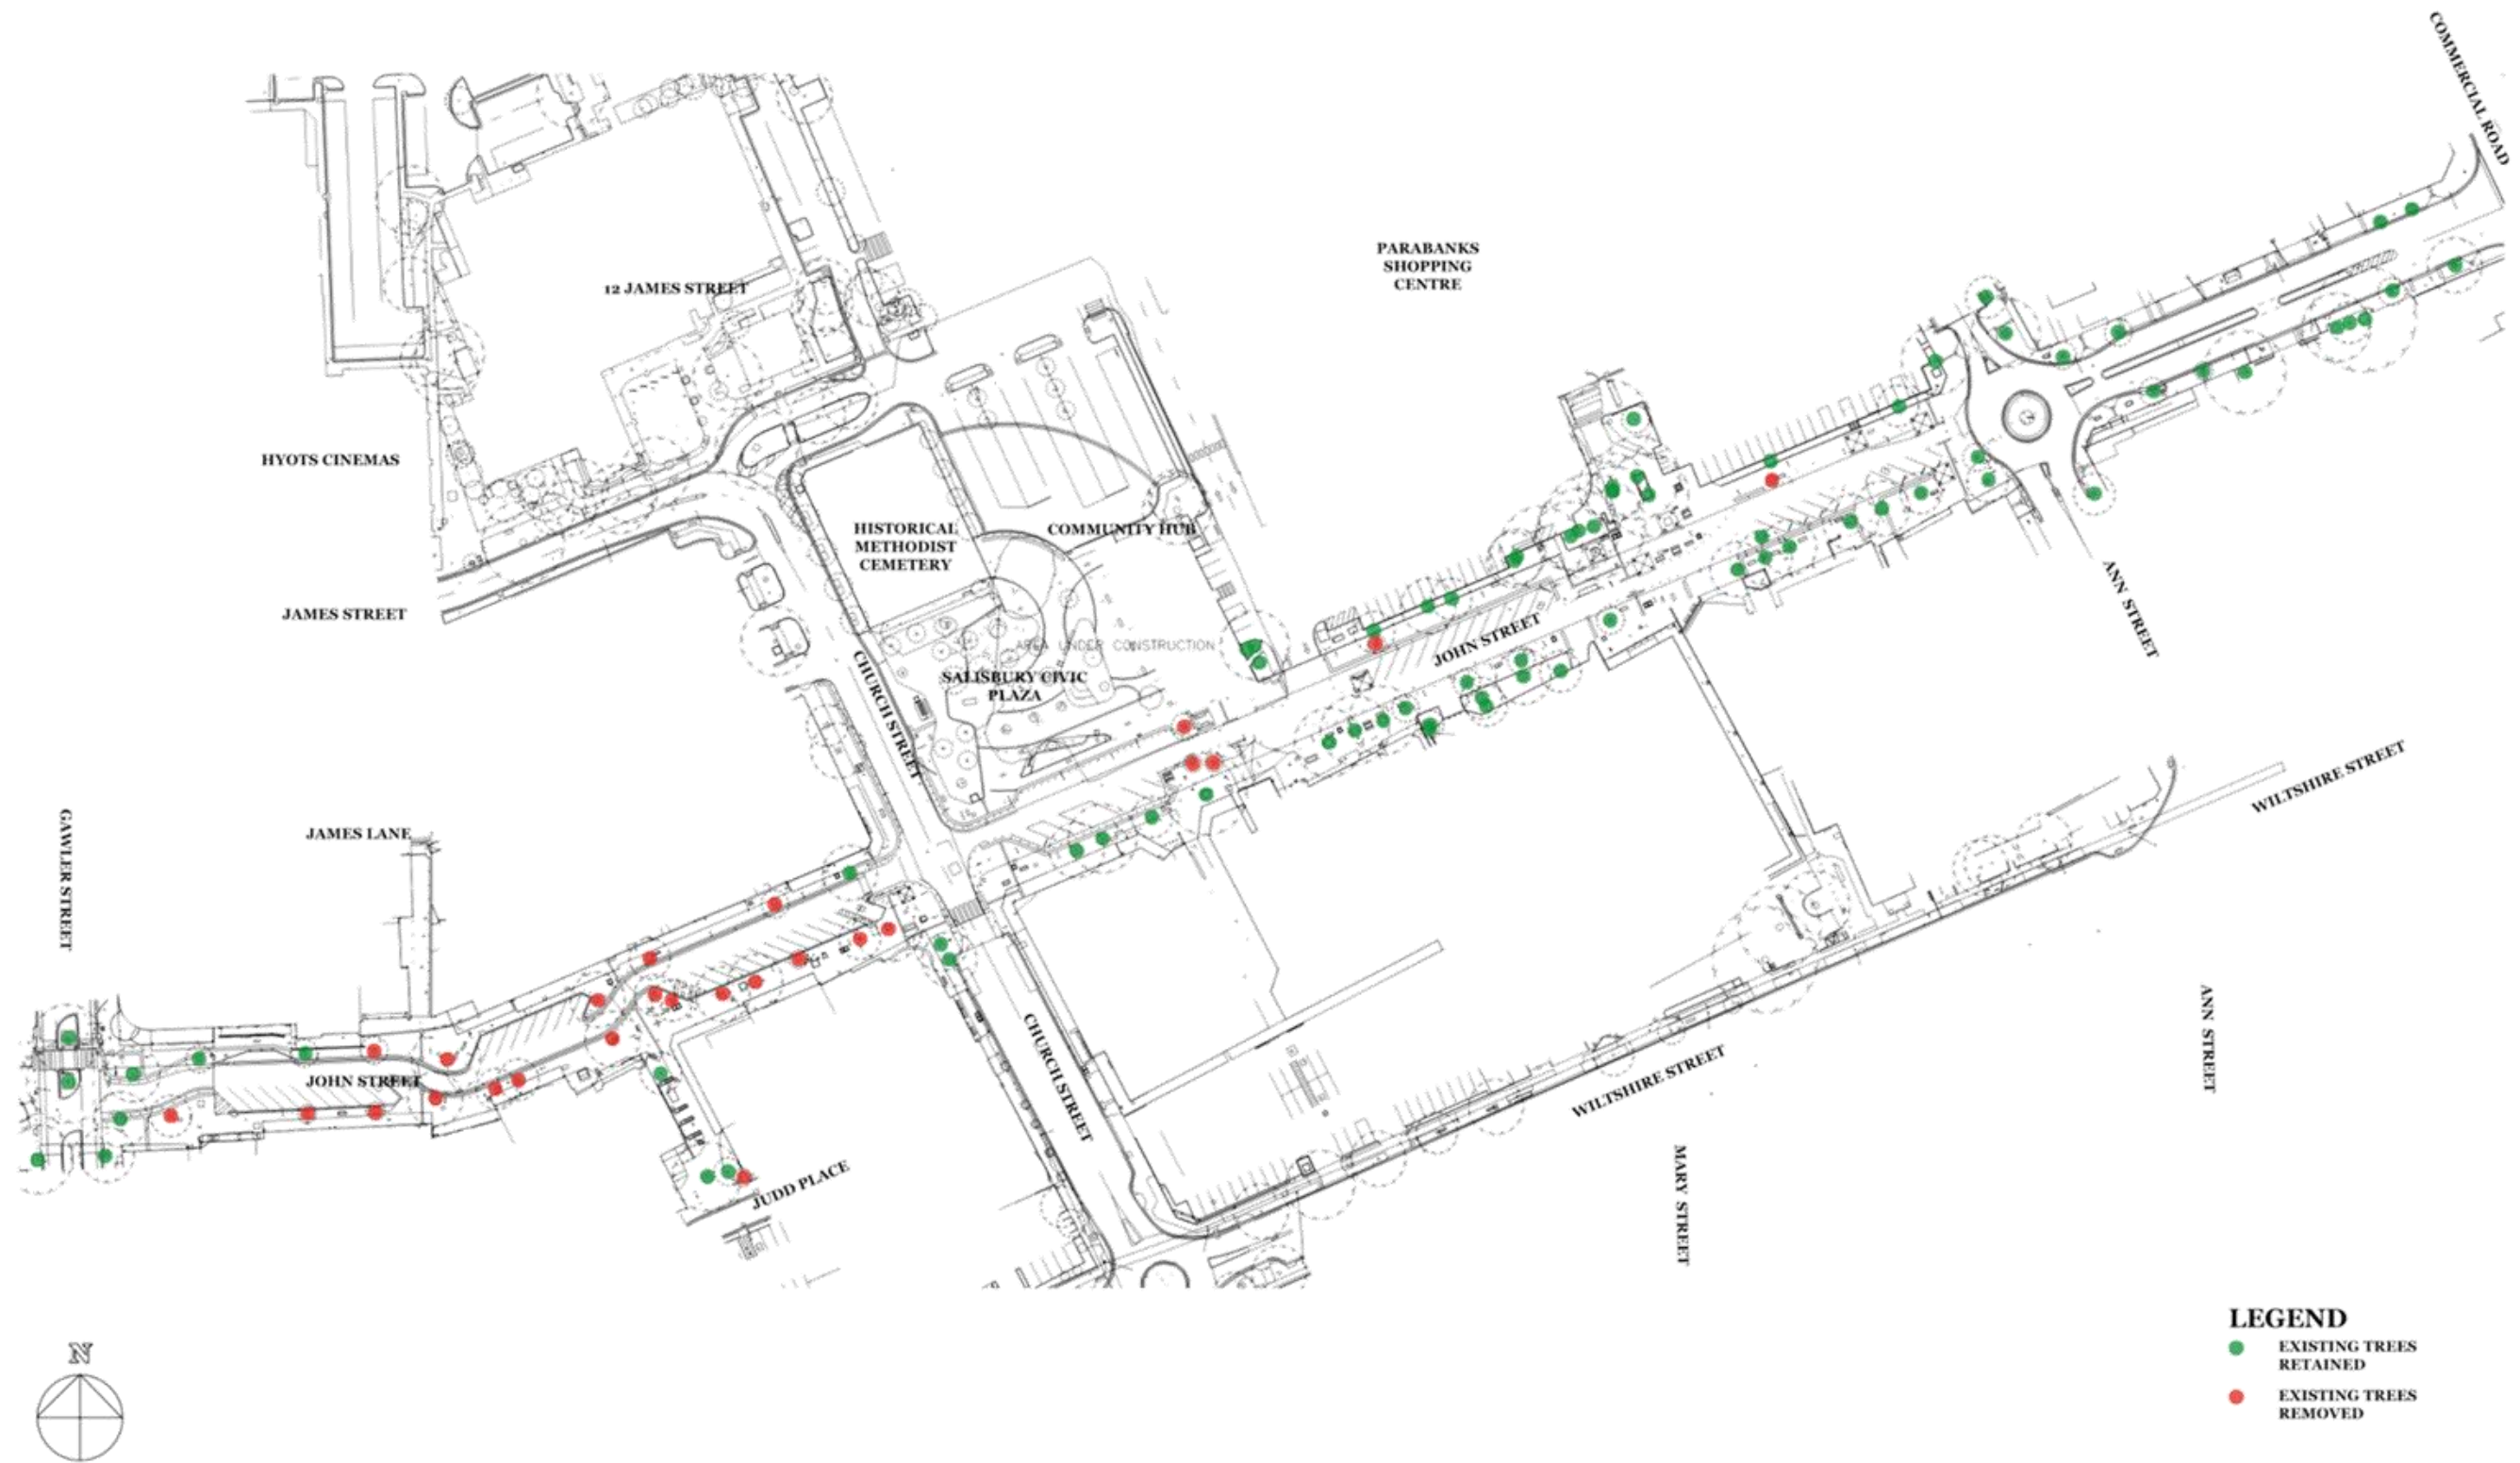 COMMERCIAL ROAD
PARABANKS
SHOPPING
CENTRE
12 JAMES STREET
HYOTS CINEMAS
HISTORICAL
METHODIST
CEMETERY
COMMUNITY HUB
JAMES STREET
ANN STREET
AREA UNDER CONSTRUCTION
JOHN STREET
SALISBURY CIVIC
PLAZA
CHURCH STREET
WILTSHIRE STREET
GAWLER STREET
JAMES LANE
JOHN STREET
CHURCH STREET
WILTSHIRE STREET
ANN STREET
JUDD PLACE
MARY STREET
LEGEND
EXISTING TREES
RETAINED
EXISTING TREES
REMOVED
N